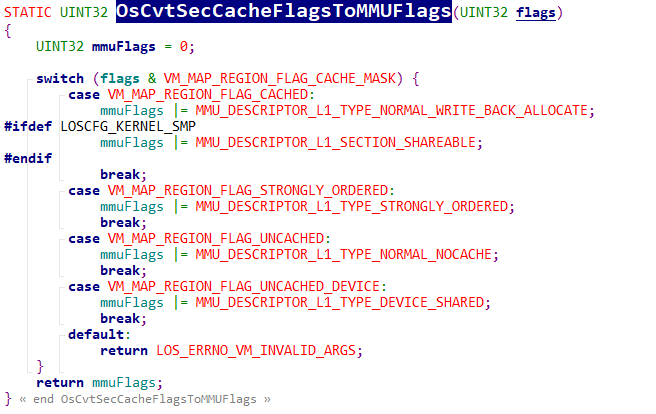 STATIC UINT32 OsCvtSecCacheFlagsToMMUFlags(UINT32 flags)
{
    UINT32 mmuFlags = 0;

    switch (flags & VM_MAP_REGION_FLAG_CACHE_MASK) {
        case VM_MAP_REGION_FLAG_CACHED:
            mmuFlags |= MMU_DESCRIPTOR_L1_TYPE_NORMAL_WRITE_BACK_ALLOCATE;
#ifdef LOSCFG_KERNEL_SMP
            mmuFlags |= MMU_DESCRIPTOR_L1_SECTION_SHAREABLE;
#endif
            break;
        case VM_MAP_REGION_FLAG_STRONGLY_ORDERED:
            mmuFlags |= MMU_DESCRIPTOR_L1_TYPE_STRONGLY_ORDERED;
            break;
        case VM_MAP_REGION_FLAG_UNCACHED:
            mmuFlags |= MMU_DESCRIPTOR_L1_TYPE_NORMAL_NOCACHE;
            break;
        case VM_MAP_REGION_FLAG_UNCACHED_DEVICE:
            mmuFlags |= MMU_DESCRIPTOR_L1_TYPE_DEVICE_SHARED;
            break;
        default:
            return LOS_ERRNO_VM_INVALID_ARGS;
    }
    return mmuFlags;
} « end OsCvtSecCacheFlagsToMMUFlags »